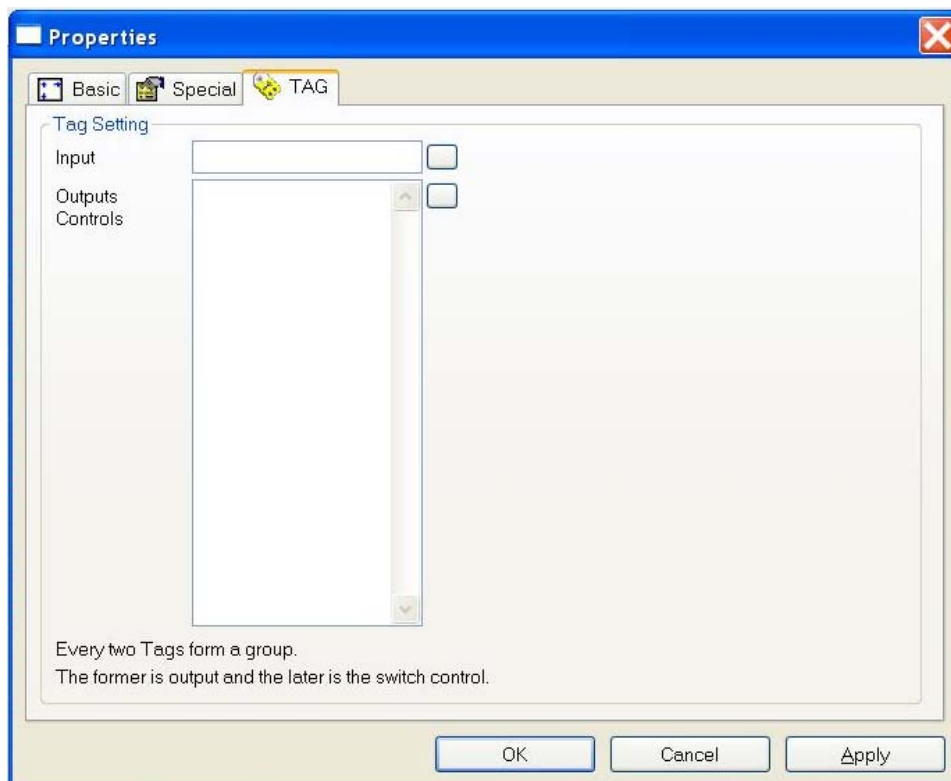 Properties
Basic Special TAG
Tag Setting
Input
Outputs
Controls
Every two Tags form a group.
The former is output and the later is the switch control.
OK Cancel Apply